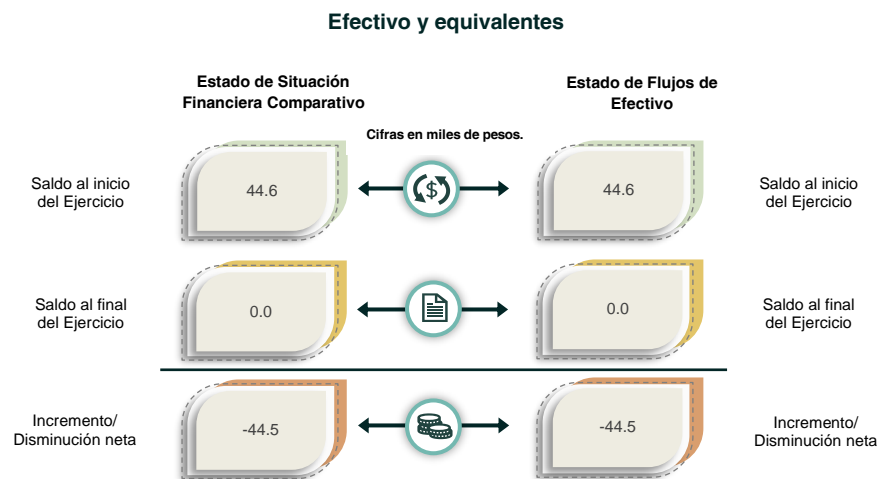 Efectivo y equivalentes
Estado de Situación
Financiera Comparativo
Estado de Flujos de
Efectivo
Cifras en miles de pesos.
Saldo al inicio
del Ejercicio
44.6
$
44.6
Saldo al inicio
del Ejercicio
Saldo al final
del Ejercicio
0.0
0.0
Saldo al final
del Ejercicio
Incremento/
Disminución neta
-44.5
-44.5
Incremento/
Disminución neta